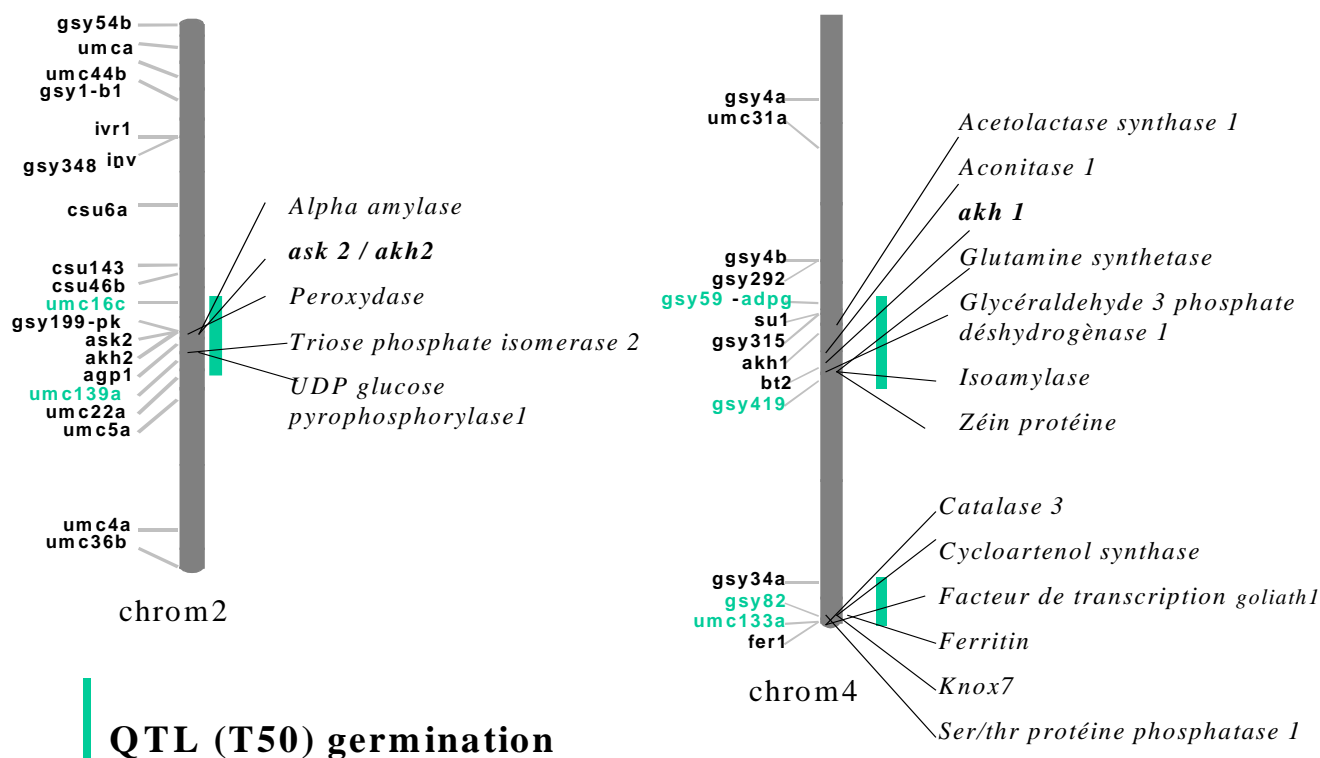 gsy54b
umca
umc44b
gsy1-b1
ivr1
gsy348 inv
csu6a
csu143
csu46b
umc16c
gsy199-pk
ask2
akh2
agp1
umc139a
umc22a
umc5a
umc4a
umc36b
chrom2
Alpha amylase
ask 2 / akh2
Peroxydase
Triose phosphate isomerase 2
UDP glucose
pyrophosphorylase1
gsy4a
umc31a
gsy4b
gsy292
gsy59 -adpg
su1
gsy315
akh1
bt2
gsy419
gsy34a
gsy82
umc133a
fer1
chrom4
Acetolactase synthase 1
Aconitase 1
akh 1
Glutamine synthetase
Glycéraldehyde 3 phosphate
déshydrogènase 1
Isoamylase
Zéin protéine
Catalase 3
Cycloartenol synthase
Facteur de transcription goliath1
Ferritin
Knox7
Ser/thr protéine phosphatase 1
QTL (T50) germination